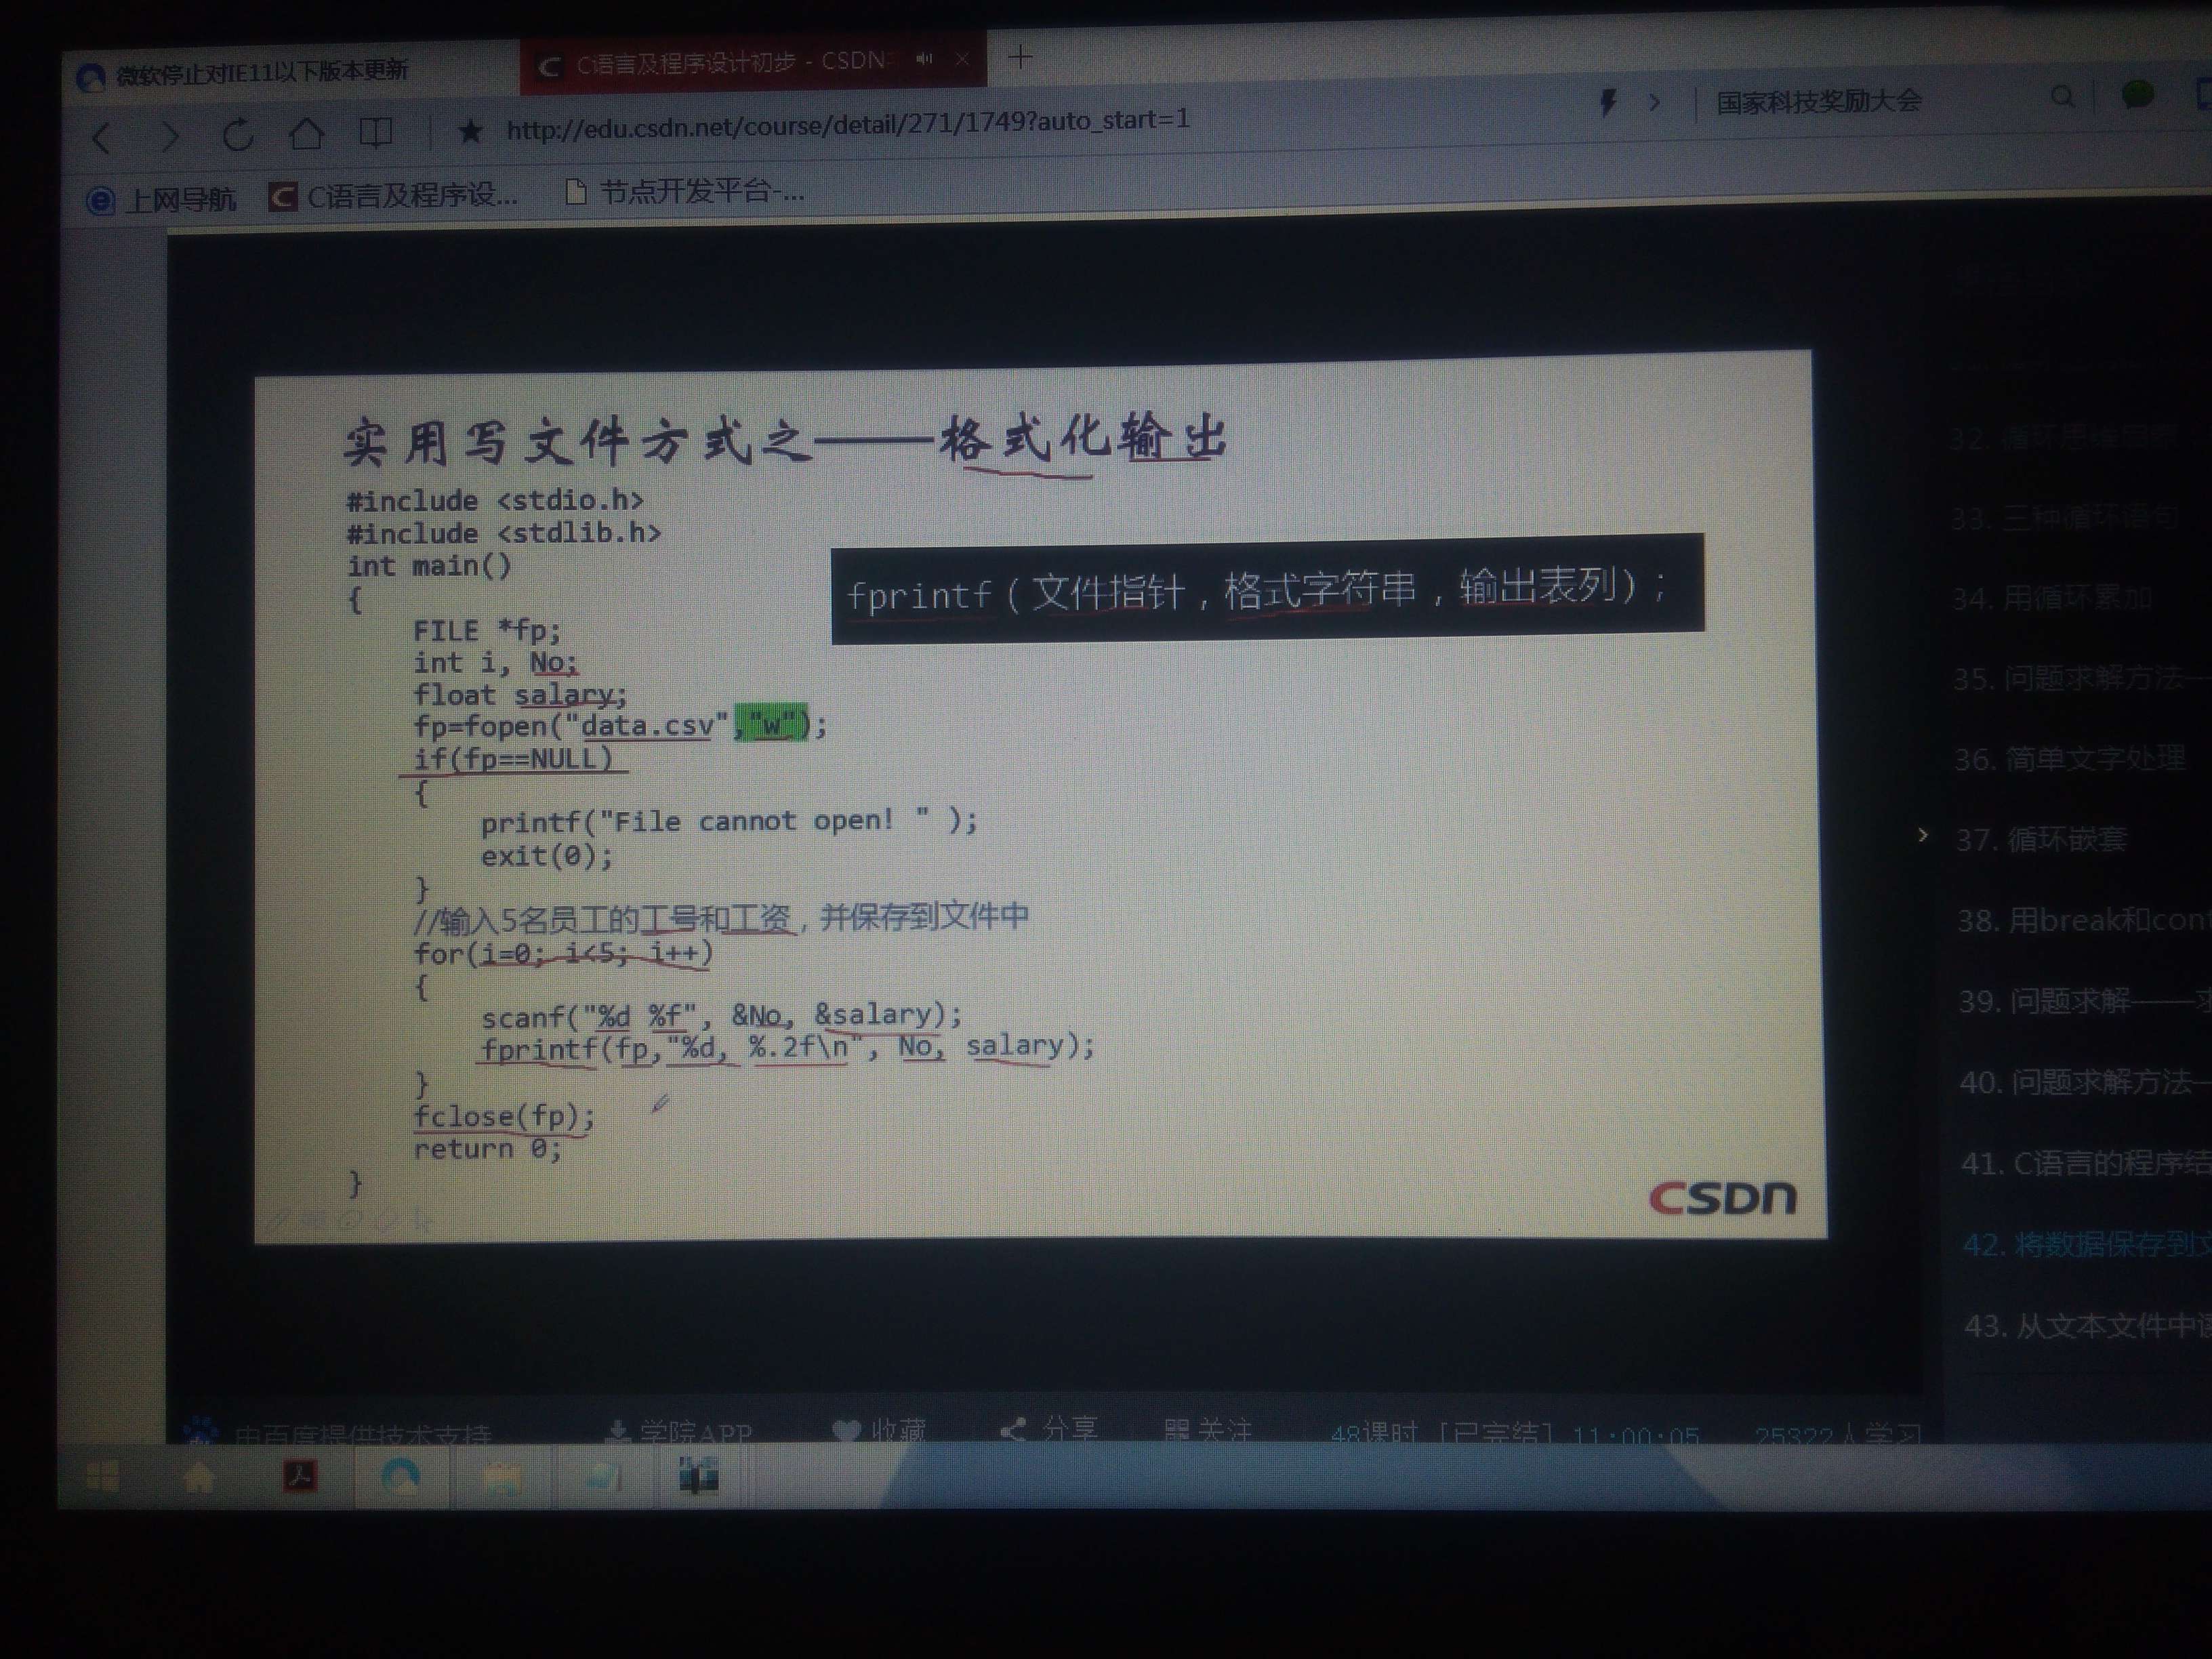 微软停止对IE11以下版本更新
C语言及程序设计初步 - CSDN
http://edu.csdn.net/course/detail/271/1749?auto_start=1
国家科技奖励大会
上网导航
C语言及程序设...
节点开发平台-...
实用写文件方式之——格式化输出
#include <stdio.h>
#include <stdlib.h>
int main()
{
fprintf(文件指针,格式字符串,输出表列);
FILE *fp;
int i, No;
float salary;
fp=fopen("data.csv","w");
if(fp==NULL)
{
printf("File cannot open! " );
exit(0);
}
//输入5名员工的工号和工资，并保存到文件中
for(i=0; i<5; i++)
{
scanf("%d %f", &No, &salary);
fprintf(fp,"%d, %.2f\n", No, salary);
}
fclose(fp);
return 0;
}
CSDN
33. 三种循环语句
34. 用循环累加
35. 问题求解方法—
36. 简单文字处理
37. 循环嵌套
38. 用break和con
39. 问题求解——求
40. 问题求解方法—
41. C语言的程序结
42. 将数据保存到文
43. 从文本文件中读
由百度提供技术支持
学院APP
收藏
分享
关注
48课时 [已完结] 11:00:05
25322人学习